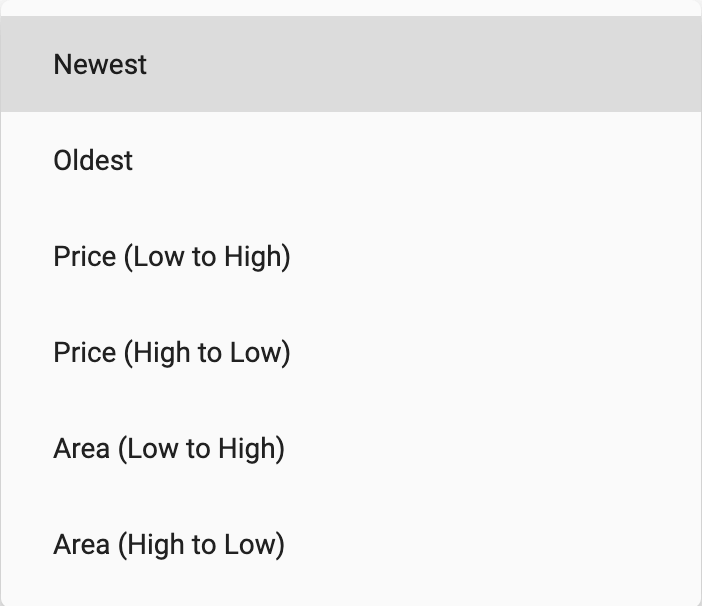 Newest
Oldest
Price (Low to High)
Price (High to Low)
Area (Low to High)
Area (High to Low)